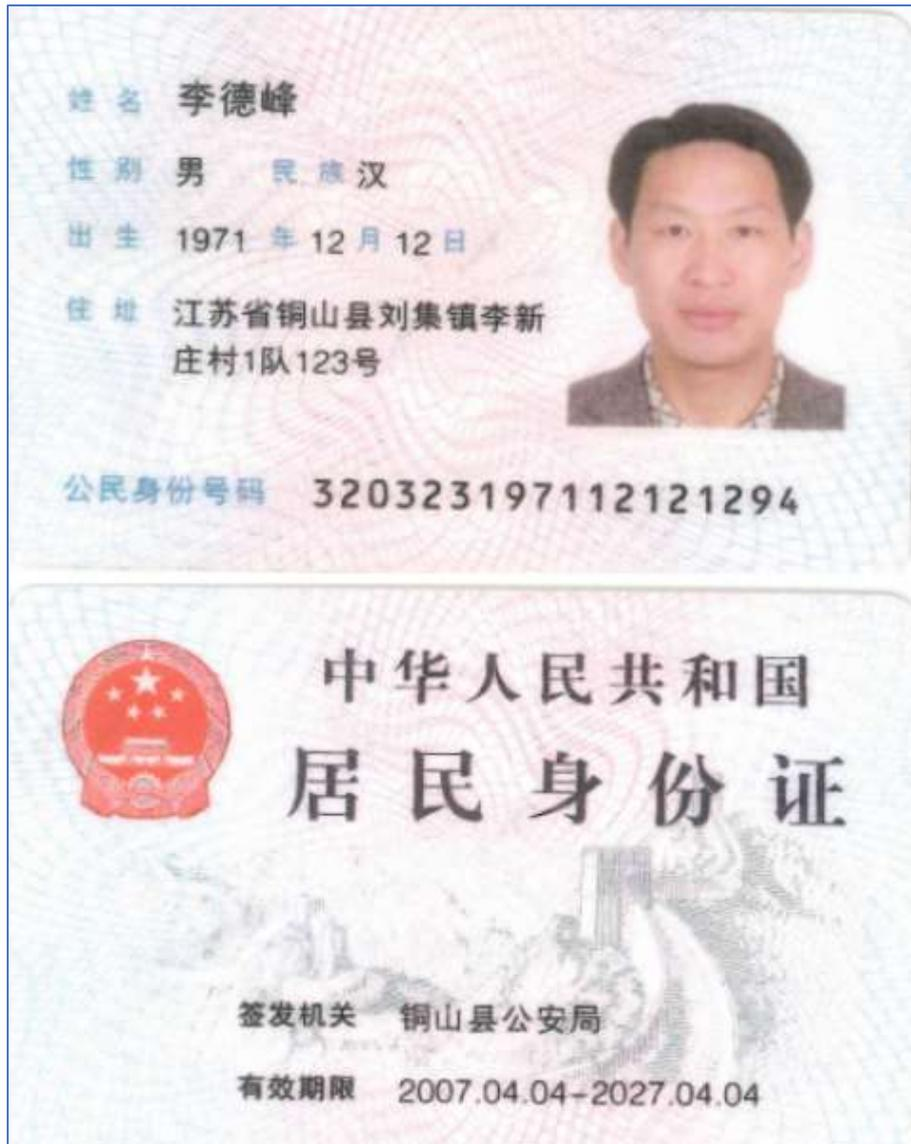 姓名 李德峰
性别 男 民族 汉
出生 1971 年 12 月 12 日
住址 江苏省铜山县刘集镇李新
庄村1队123号
公民身份号码 320323197112121294
中华人民共和国
居民身份证
签发机关 铜山县公安局
有效期限 2007.04.04-2027.04.04